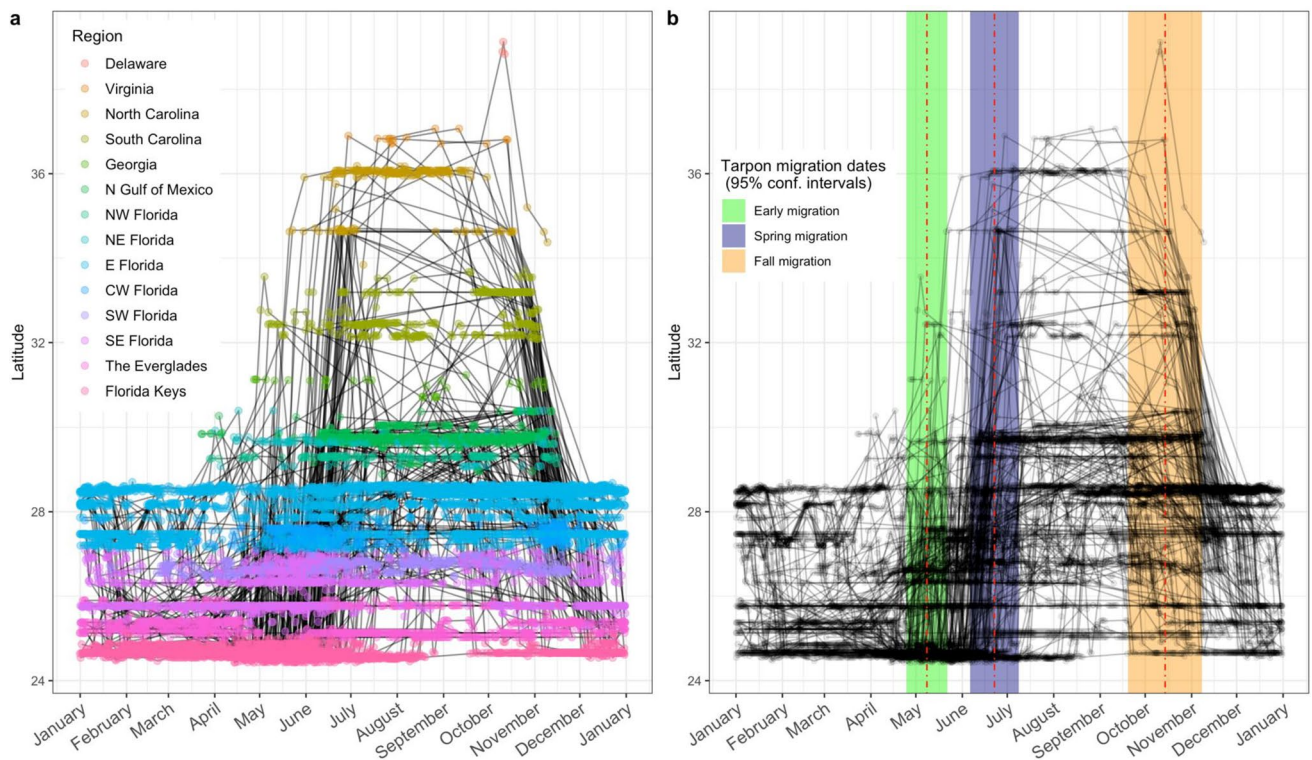 a
Region
Delaware
Virginia
North Carolina
South Carolina
Georgia
N Gulf of Mexico
NW Florida
NE Florida
E Florida
CW Florida
SW Florida
SE Florida
The Everglades
Florida Keys
Latitude
36
32
28
24
January
February
March
April
May
June
July
August
September
October
November
December
January
b
Tarpon migration dates
(95% conf. intervals)
Early migration
Spring migration
Fall migration
Latitude
36
32
28
24
January
February
March
April
May
June
July
August
September
October
November
December
January